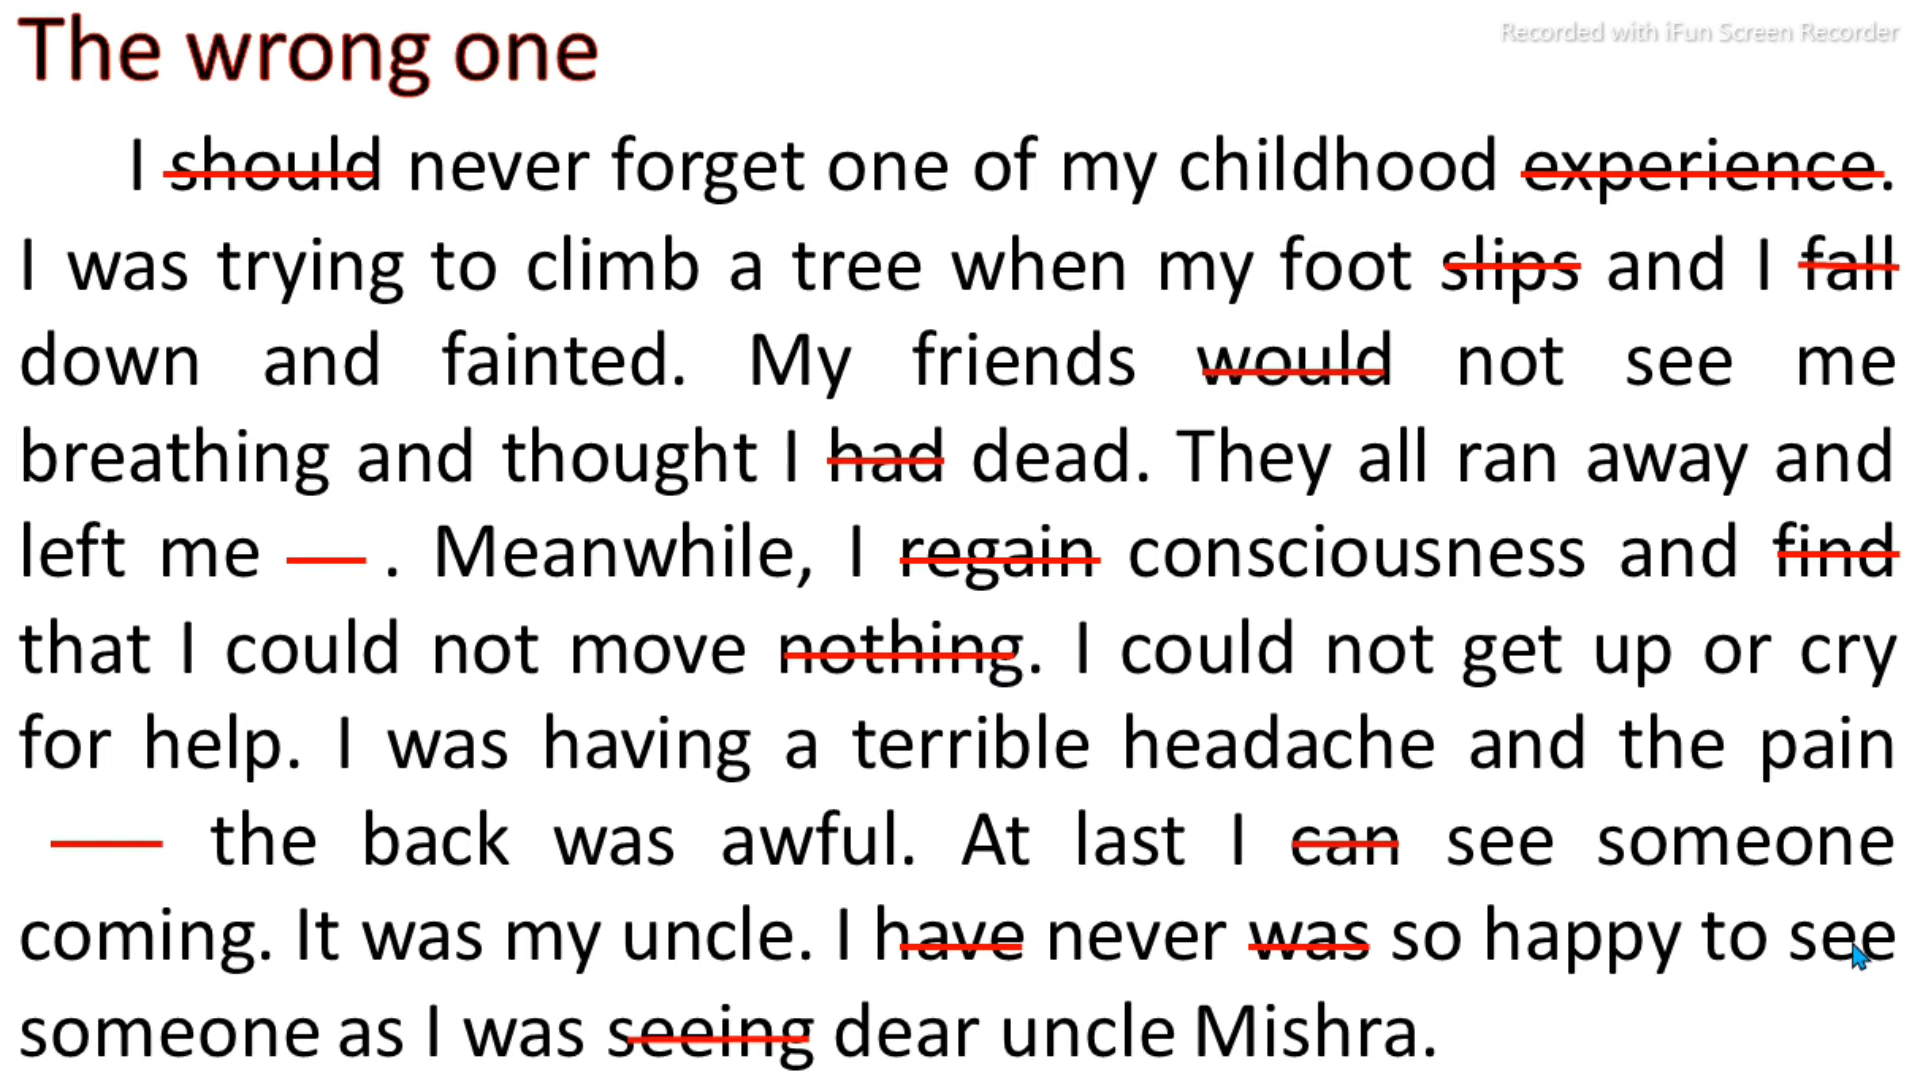 The wrong one
Recorded with iFun Screen Recorder
I should never forget one of my childhood experience.
I was trying to climb a tree when my foot slips and I fall
down and fainted. My friends would not see me
breathing and thought I had dead. They all ran away and
left me __ . Meanwhile, I regain consciousness and find
that I could not move nothing. I could not get up or cry
for help. I was having a terrible headache and the pain
__ the back was awful. At last I can see someone
coming. It was my uncle. I have never was so happy to see
someone as I was seeing dear uncle Mishra.